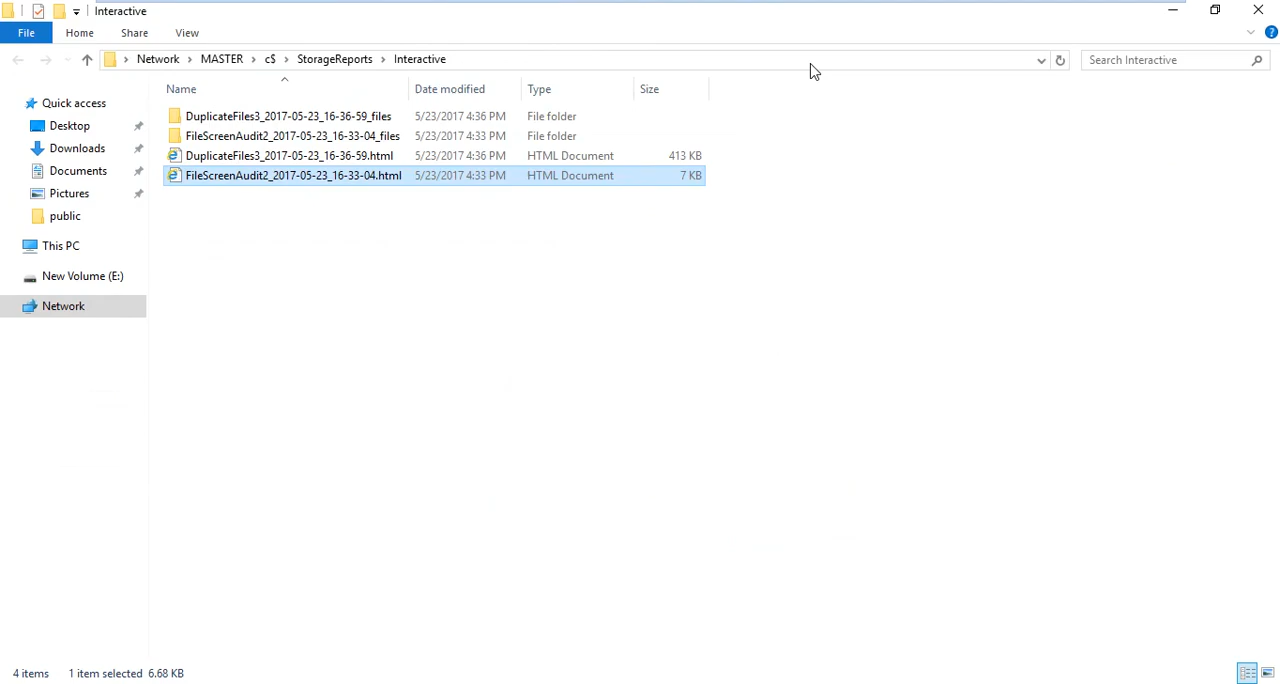 Interactive
File Home Share View
Network MASTER c$ StorageReports Interactive Search Interactive
Name Date modified Type Size
Quick access
Desktop
Downloads
Documents
Pictures
public
This PC
New Volume (E:)
Network
DuplicateFiles3_2017-05-23_16-36-59_files 5/23/2017 4:36 PM File folder
FileScreenAudit2_2017-05-23_16-33-04_files 5/23/2017 4:33 PM File folder
DuplicateFiles3_2017-05-23_16-36-59.html 5/23/2017 4:36 PM HTML Document 413 KB
FileScreenAudit2_2017-05-23_16-33-04.html 5/23/2017 4:33 PM HTML Document 7 KB
4 items 1 item selected 6.68 KB